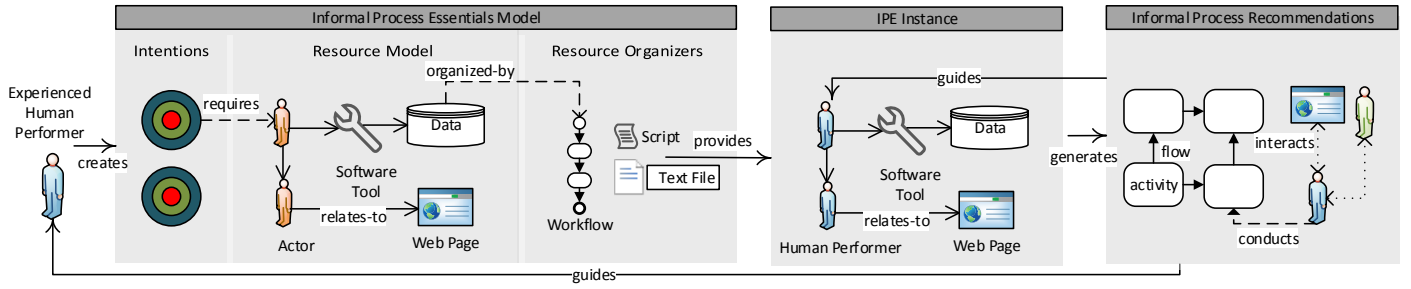 Informal Process Essentials Model
IPE Instance
Informal Process Recommendations
Intentions
Resource Model
Resource Organizers
organized-by
guides
Experienced
Human
Performer
creates
requires
Data
Script
Text File
provides
Data
generates
flow
interacts
activity
Software
Tool
relates-to
Actor
Web Page
Workflow
Software
Tool
relates-to
Human Performer
Web Page
conducts
guides